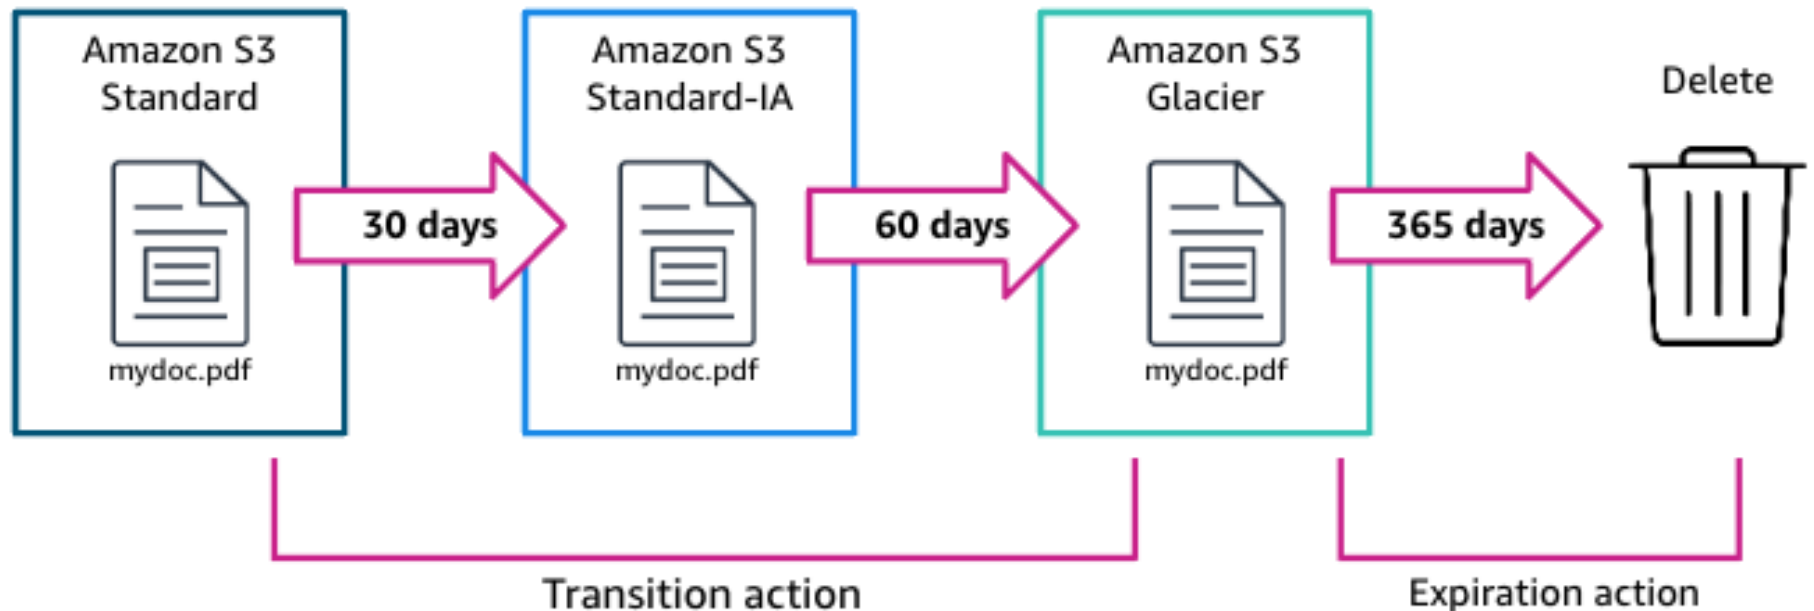 Amazon S3
Standard
Amazon S3
Standard-IA
Amazon S3
Glacier
Delete
30 days
60 days
365 days
mydoc.pdf
mydoc.pdf
mydoc.pdf
Transition action
Expiration action